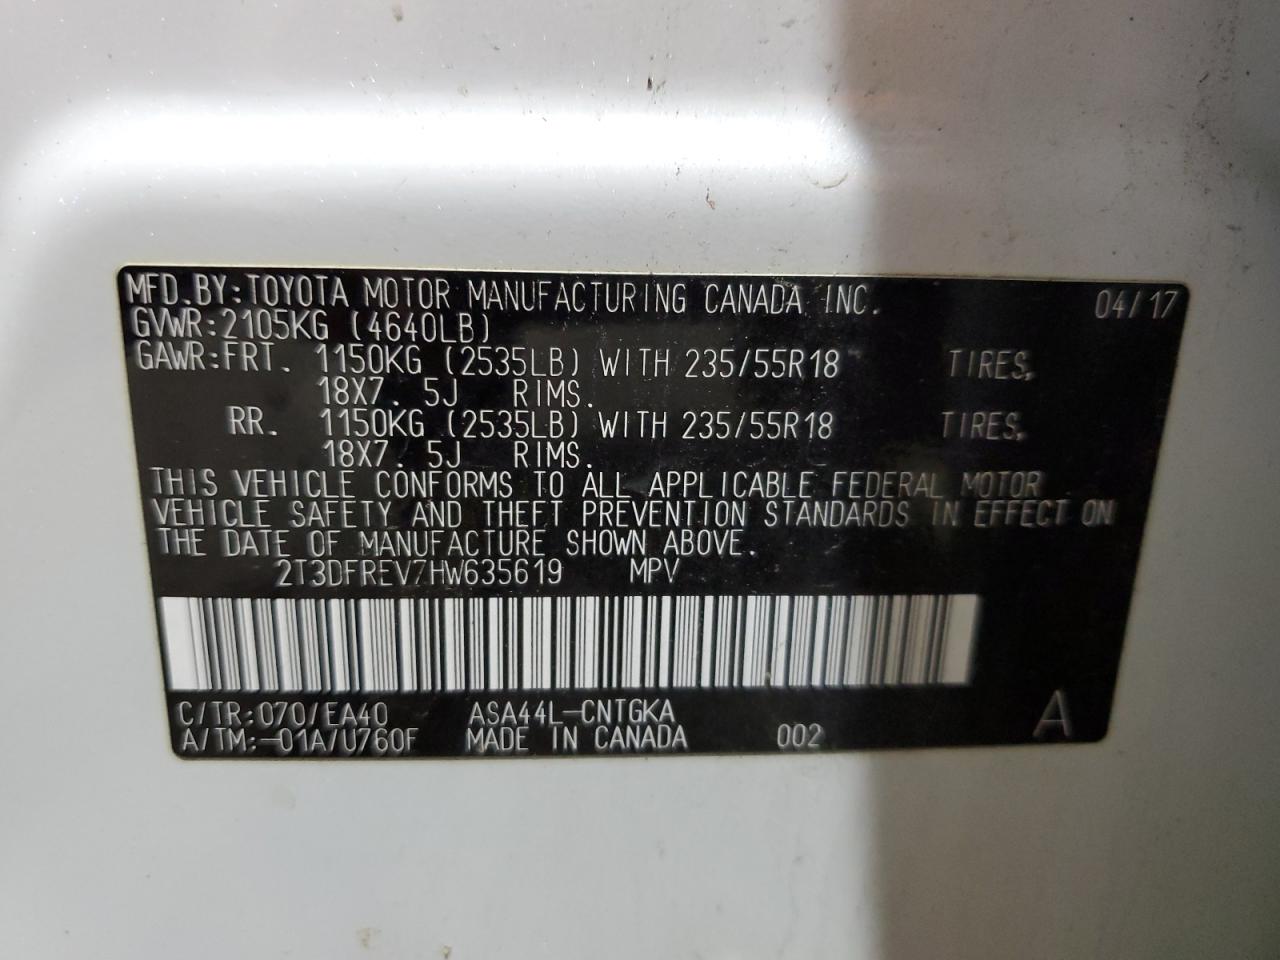 MFD.BY:TOYOTA MOTOR MANUFACTURING CANADA INC. 04/17
GVWR:2105KG (4640LB)
GAWR:FRT. 1150KG (2535LB) WITH 235/55R18 TIRES,
18X7. 5J RIMS.
RR. 1150KG (2535LB) WITH 235/55R18 TIRES,
18X7. 5J RIMS.
THIS VEHICLE CONFORMS TO ALL APPLICABLE FEDERAL MOTOR
VEHICLE SAFETY AND THEFT PREVENTION STANDARDS IN EFFECT ON
THE DATE OF MANUFACTURE SHOWN ABOVE.
2T3DFREV7HW635619 MPV
C/TR:070/EA40 ASA44L-CNTGKA A
A/TM:-01A/U760F MADE IN CANADA 002